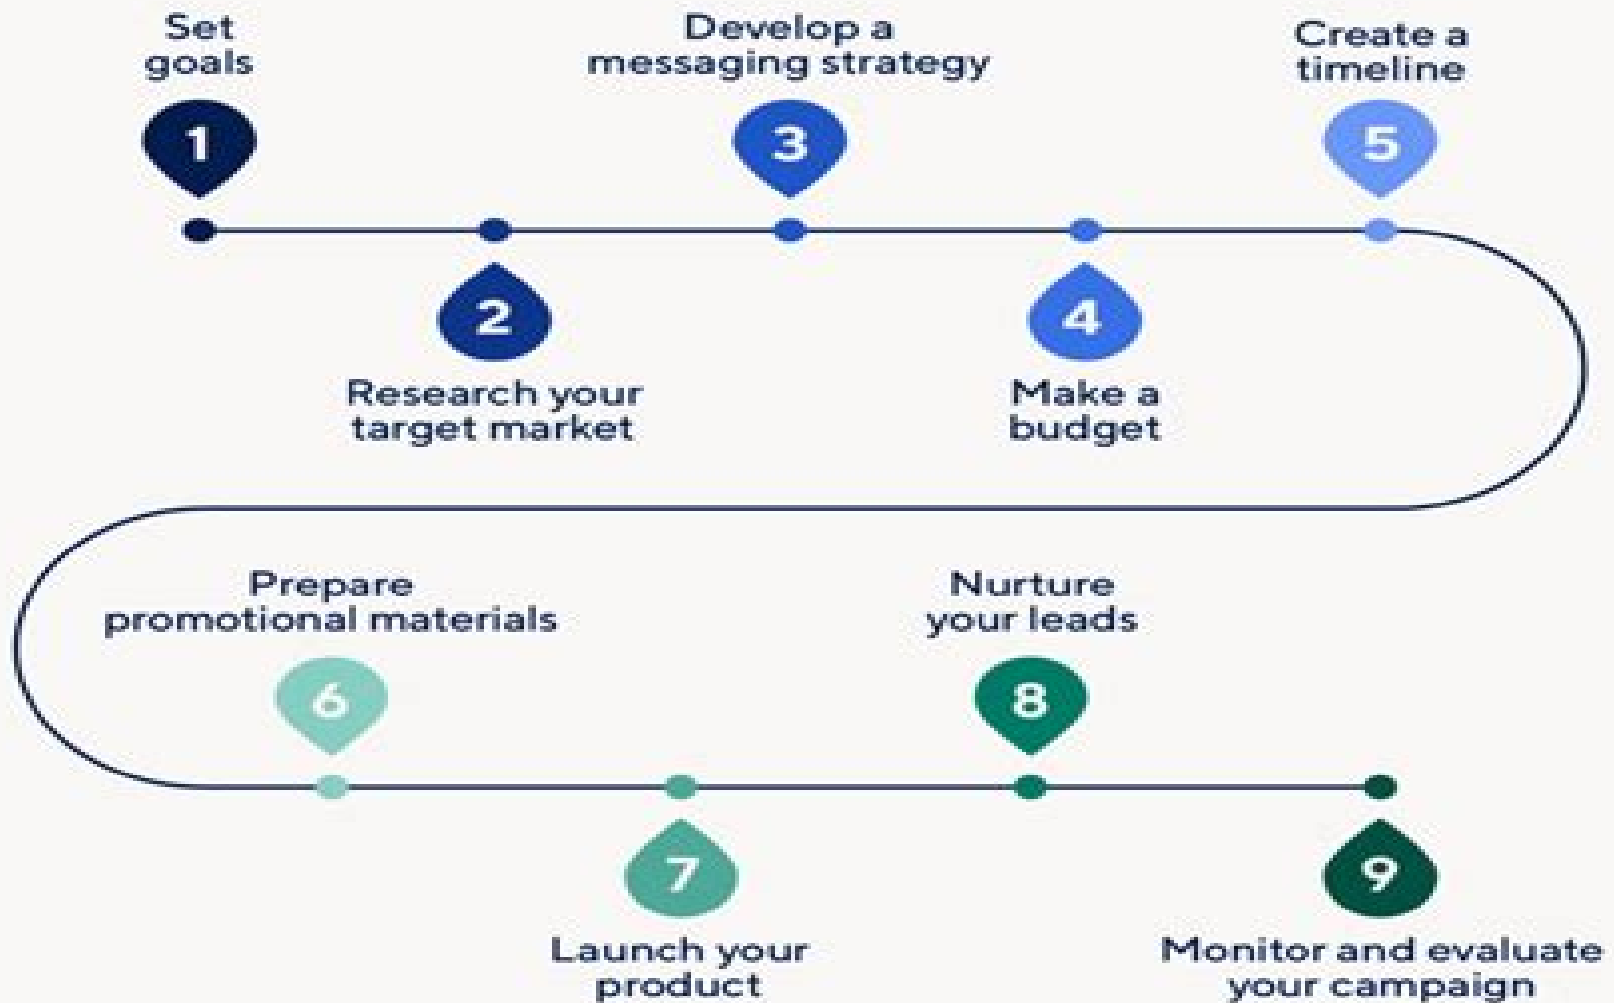 Set
goals
1
2
Research your
target market
Develop a
messaging strategy
3
4
Make a
budget
Create a
timeline
5
Prepare
promotional materials
6
7
Launch your
product
Nurture
your leads
8
9
Monitor and evaluate
your campaign